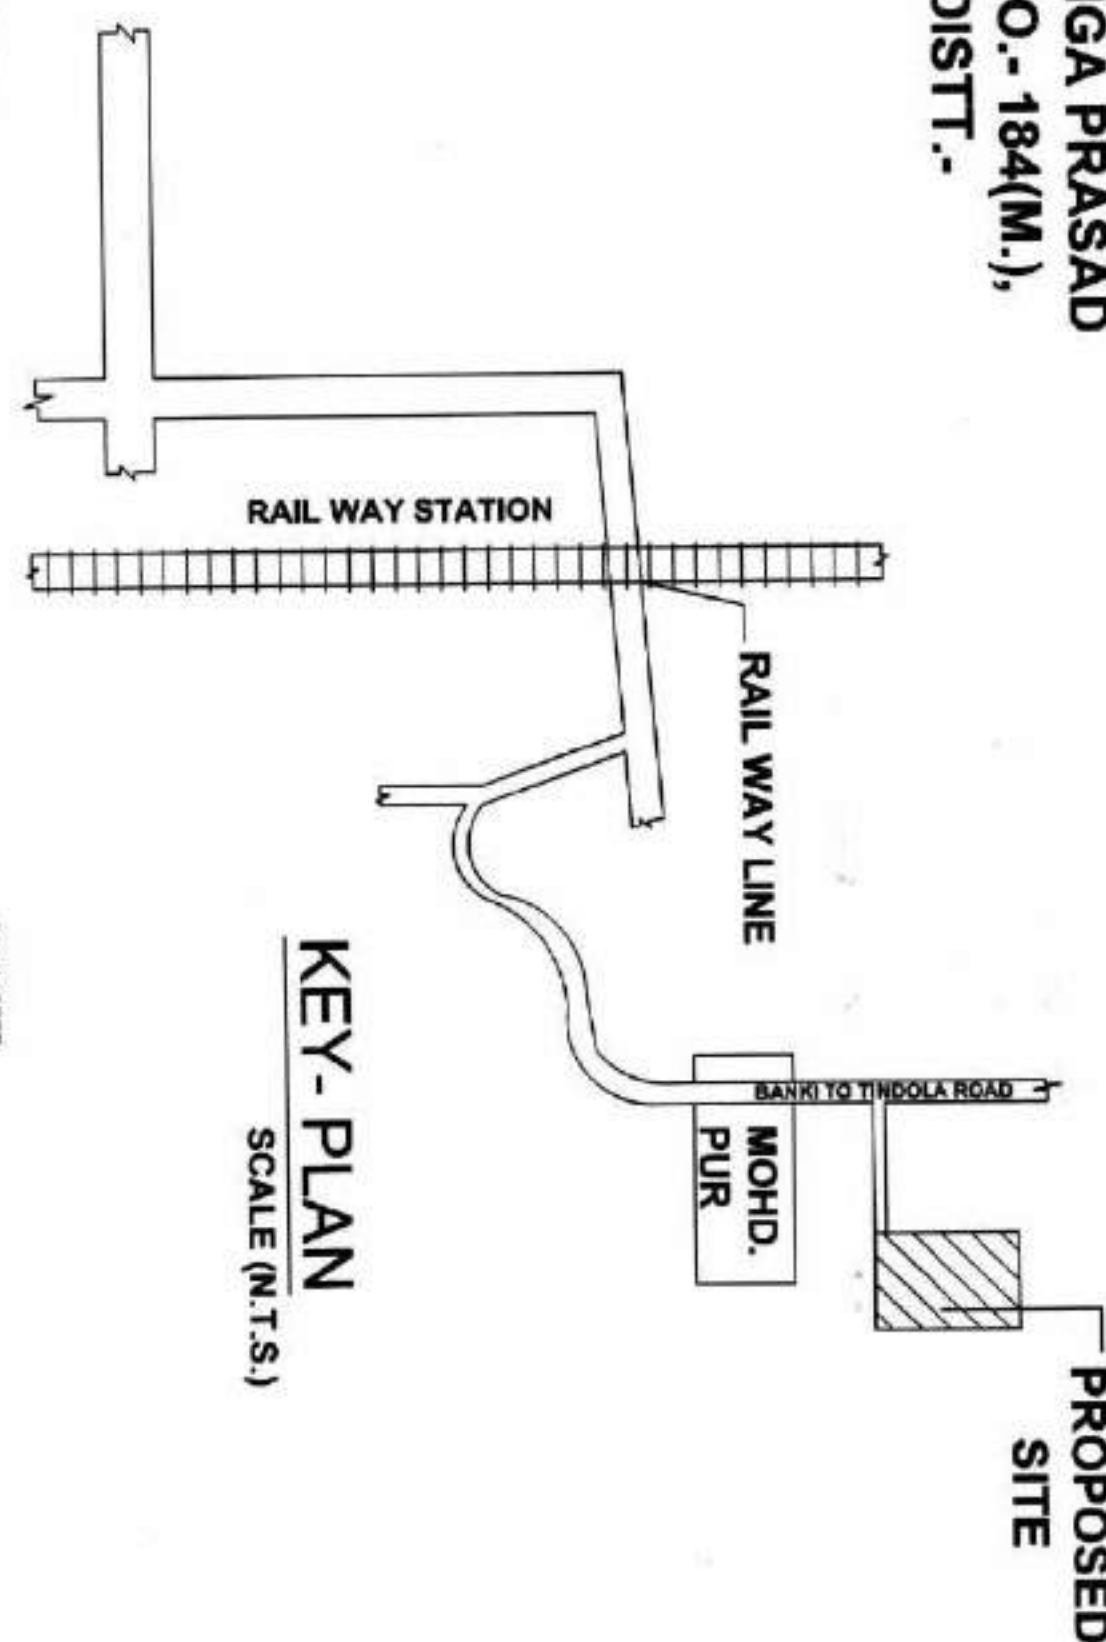 PRASAD
O.- 184(M.),
DISTT.-
RAIL WAY STATION
RAIL WAY LINE
BANKI TO TINDOLA ROAD
MOHD.
PUR
PROPOSED
SITE
KEY- PLAN
SCALE (N.T.S.)